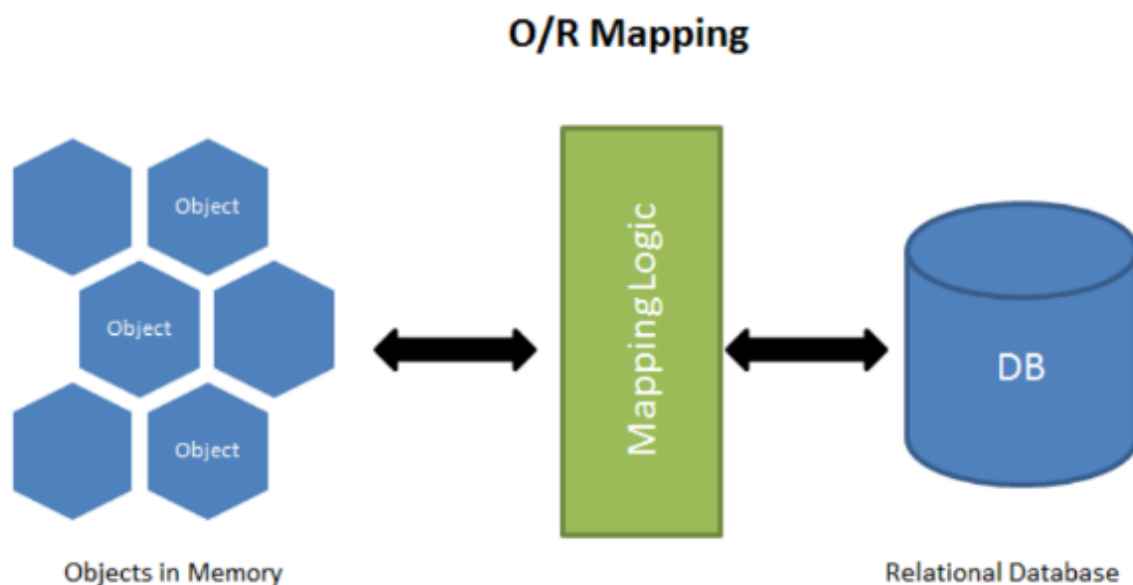 O/R Mapping
Object
Object
Object
Mapping Logic
DB
Objects in Memory
Relational Database